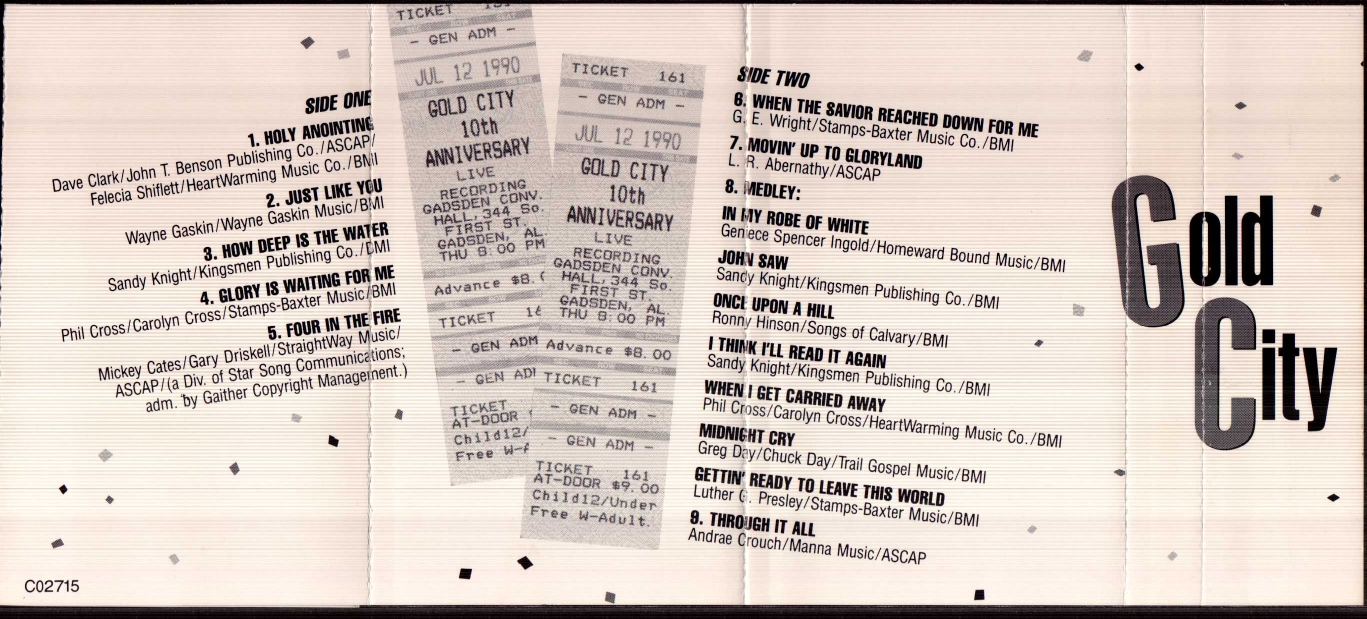 SIDE ONE
1. HOLY ANOINTING
Dave Clark/John T. Benson Publishing Co./ASCAP/
Felecia Shiflett/HeartWarming Music Co./BMI
2. JUST LIKE YOU
Wayne Gaskin/Wayne Gaskin Music/BMI
3. HOW DEEP IS THE WATER
Sandy Knight/Kingsmen Publishing Co./BMI
4. GLORY IS WAITING FOR ME
Phil Cross/Carolyn Cross/Stamps-Baxter Music/BMI
5. FOUR IN THE FIRE
Mickey Cates/Gary Driskell/StraightWay Music/
ASCAP/(a Div. of Star Song Communications;
adm. by Gaither Copyright Management.)
C02715
TICKET
- GEN ADM -
JUL 12 1990
GOLD CITY
10th
ANNIVERSARY
LIVE
RECORDING
GADSDEN CONV.
HALL, 344 So.
FIRST ST.
GADSDEN, AL.
THU 8:00 PM
Advance $8.
TICKET
- GEN ADM
- GEN AD
TICKET
AT-DOOR
Child12/
Free W-A
TICKET 161
- GEN ADM -
JUL 12 1990
GOLD CITY
10th
ANNIVERSARY
LIVE
RECORDING
GADSDEN CONV.
HALL, 344 So.
FIRST ST.
GADSDEN, AL.
THU 8:00 PM
Advance $8.00
TICKET 161
- GEN ADM -
- GEN ADM -
TICKET 161
AT-DOOR $9.00
Child12/Under
Free W-Adult.
SIDE TWO
6. WHEN THE SAVIOR REACHED DOWN FOR ME
G. E. Wright/Stamps-Baxter Music Co./BMI
7. MOVIN' UP TO GLORYLAND
L. R. Abernathy/ASCAP
8. MEDLEY:
IN MY ROBE OF WHITE
Geniece Spencer Ingold/Homeward Bound Music/BMI
JOHN SAW
Sandy Knight/Kingsmen Publishing Co./BMI
ONCE UPON A HILL
Ronny Hinson/Songs of Calvary/BMI
I THINK I'LL READ IT AGAIN
Sandy Knight/Kingsmen Publishing Co./BMI
WHEN I GET CARRIED AWAY
Phil Cross/Carolyn Cross/HeartWarming Music Co./BMI
MIDNIGHT CRY
Greg Day/Chuck Day/Trail Gospel Music/BMI
GETTIN' READY TO LEAVE THIS WORLD
Luther G. Presley/Stamps-Baxter Music/BMI
9. THROUGH IT ALL
Andrae Crouch/Manna Music/ASCAP
Gold
City